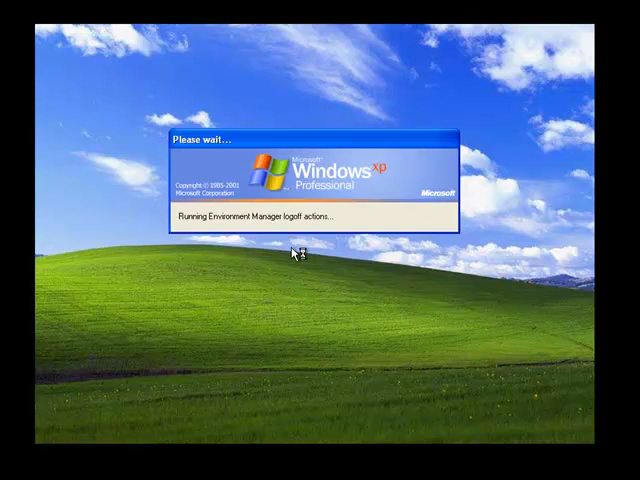 Please wait...
Microsoft®
Windows xp
Professional
Copyright © 1985-2001
Microsoft Corporation
Microsoft
Running Environment Manager logoff actions...